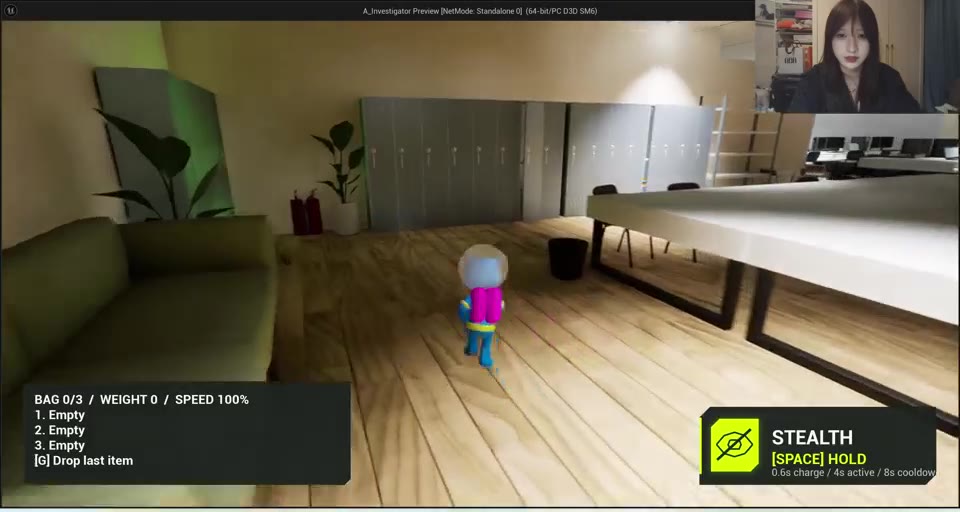 A_Investigator Preview [NetMode: Standalone 0] (64-bit/PC D3D SM6)
BAG 0/3 / WEIGHT 0 / SPEED 100%
1. Empty
2. Empty
3. Empty
[G] Drop last item
STEALTH
[SPACE] HOLD
0.6s charge / 4s active / 8s cooldow